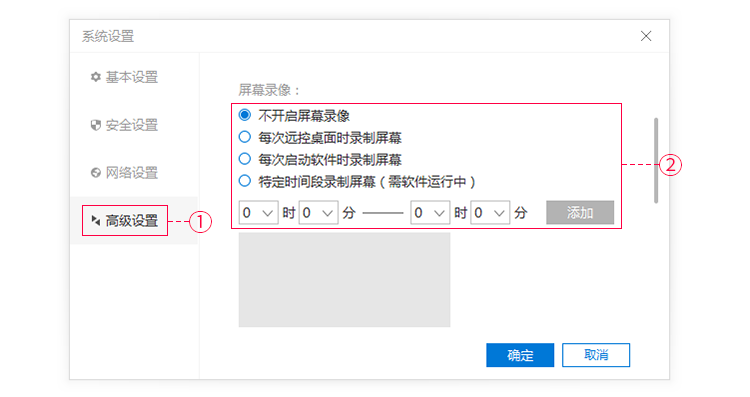 系统设置
基本设置
安全设置
网络设置
高级设置
①
屏幕录像：
不开启屏幕录像
每次远控桌面时录制屏幕
每次启动软件时录制屏幕
特定时间段录制屏幕（需软件运行中）
0 时 0 分 —— 0 时 0 分 添加
②
确定 取消